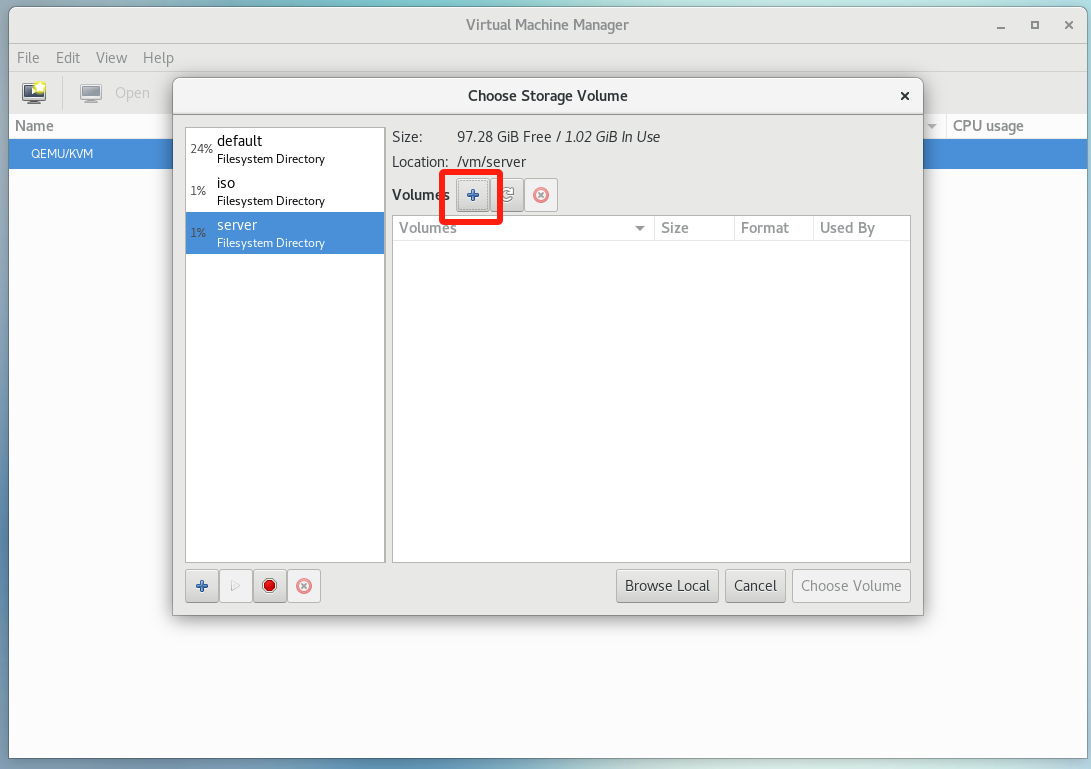 Virtual Machine Manager
File Edit View Help
Open
Name CPU usage
QEMU/KVM
Choose Storage Volume
24% default
Filesystem Directory
1% iso
Filesystem Directory
1% server
Filesystem Directory
Size: 97.28 GiB Free / 1.02 GiB In Use
Location: /vm/server
Volumes
Volumes Size Format Used By
Browse Local Cancel Choose Volume